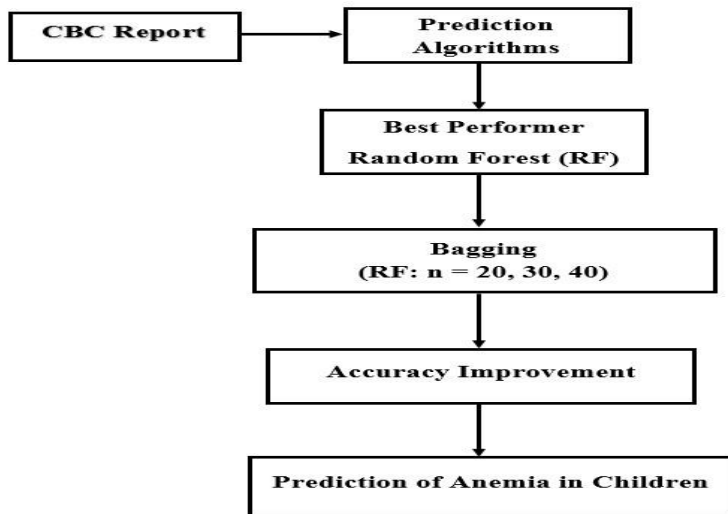 CBC Report
Prediction
Algorithms
Best Performer
Random Forest (RF)
Bagging
(RF: n = 20, 30, 40)
Accuracy Improvement
Prediction of Anemia in Children